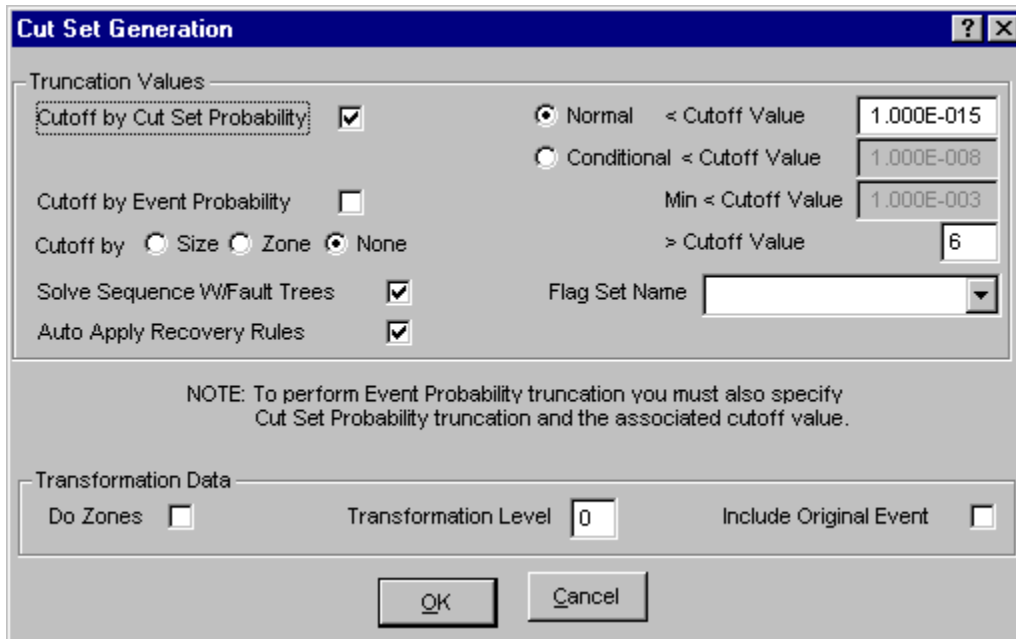 Cut Set Generation
Truncation Values
Cutoff by Cut Set Probability
Normal < Cutoff Value 1.000E-015
Conditional < Cutoff Value 1.000E-008
Cutoff by Event Probability
Min < Cutoff Value 1.000E-003
Cutoff by Size Zone None
> Cutoff Value 6
Solve Sequence W/Fault Trees
Flag Set Name
Auto Apply Recovery Rules
NOTE: To perform Event Probability truncation you must also specify
Cut Set Probability truncation and the associated cutoff value.
Transformation Data
Do Zones Transformation Level 0 Include Original Event
OK Cancel